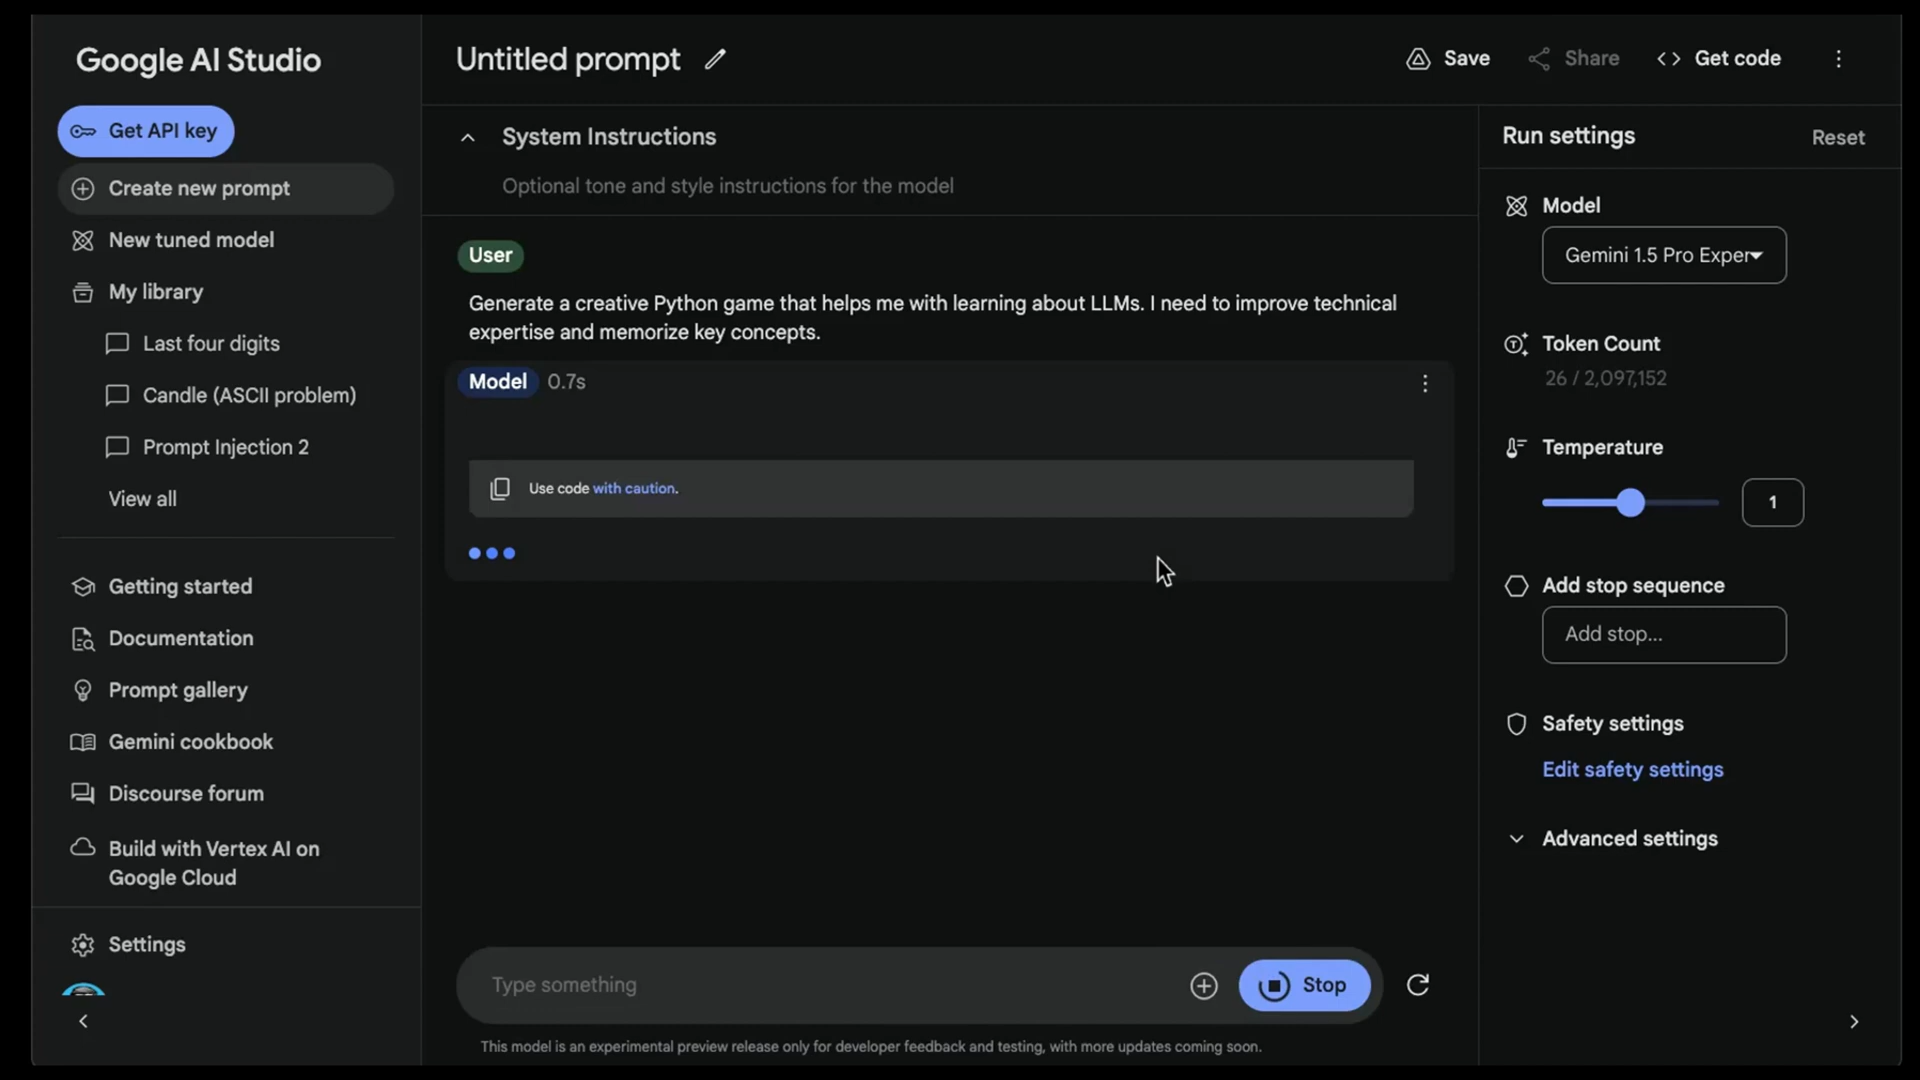 Google AI Studio
Get API key
Create new prompt
New tuned model
My library
Last four digits
Candle (ASCII problem)
Prompt Injection 2
View all
Getting started
Documentation
Prompt gallery
Gemini cookbook
Discourse forum
Build with Vertex AI on
Google Cloud
Settings
Untitled prompt
Save
Share
Get code
System Instructions
Optional tone and style instructions for the model
User
Generate a creative Python game that helps me with learning about LLMs. I need to improve technical
expertise and memorize key concepts.
Model 0.7s
Use code with caution.
Type something
Stop
This model is an experimental preview release only for developer feedback and testing, with more updates coming soon.
Run settings
Reset
Model
Gemini 1.5 Pro Exper
Token Count
26 / 2,097,152
Temperature
1
Add stop sequence
Add stop...
Safety settings
Edit safety settings
Advanced settings